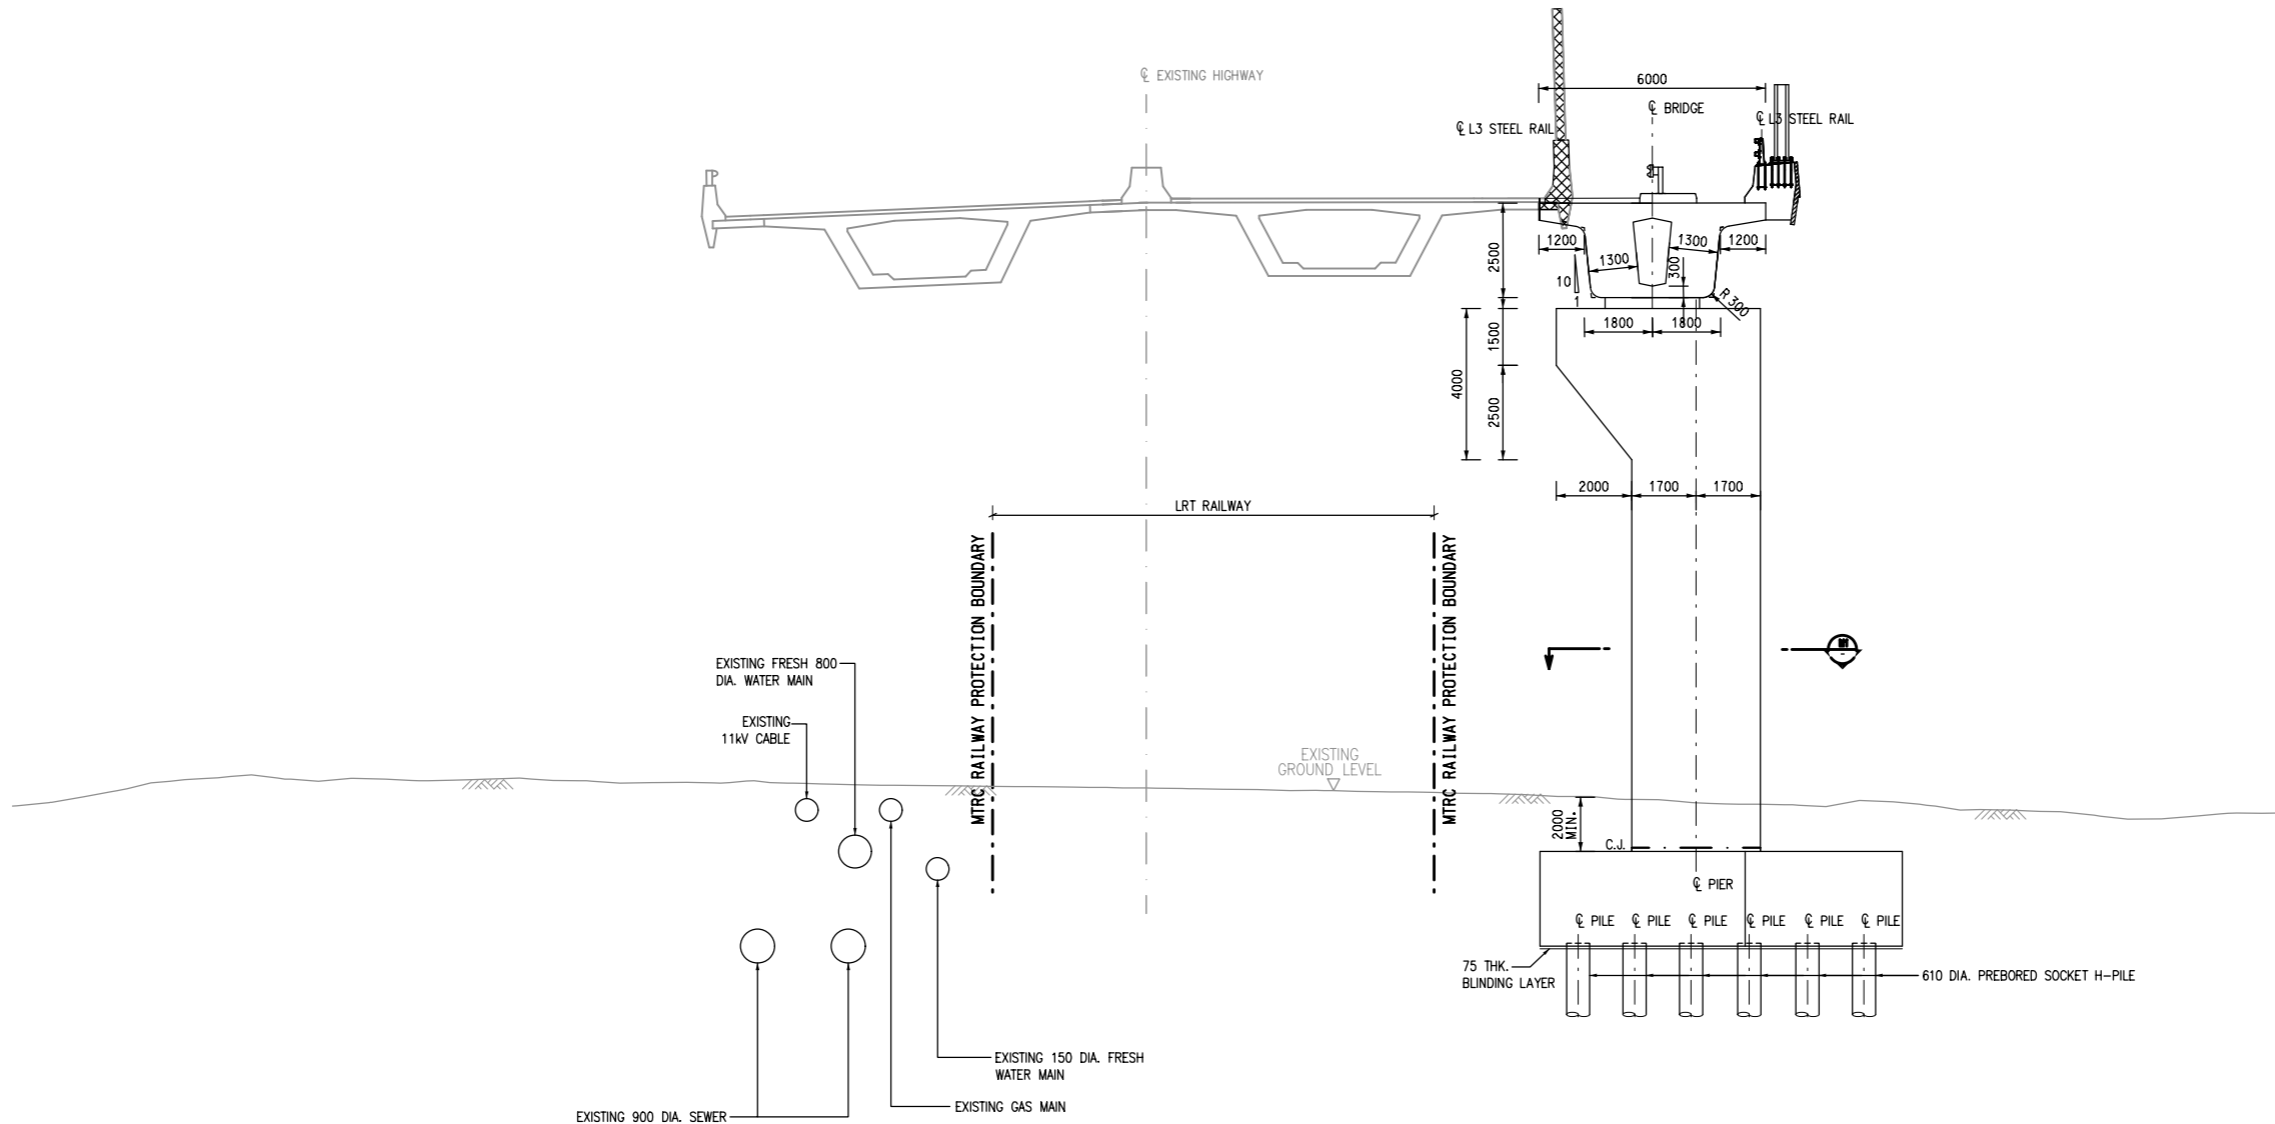 ℄ EXISTING HIGHWAY
6000
℄ BRIDGE
℄ L3 STEEL RAIL
℄ L3 STEEL RAIL
1200
1300
1300
1200
2500
300
10
1
R 300
1800
1800
1500
4000
2500
2000
1700
1700
LRT RAILWAY
MTRC RAILWAY PROTECTION BOUNDARY
MTRC RAILWAY PROTECTION BOUNDARY
EXISTING FRESH 800
DIA. WATER MAIN
EXISTING
11kV CABLE
EXISTING
GROUND LEVEL
2000
MIN.
C.J.
℄ PIER
℄ PILE
℄ PILE
℄ PILE
℄ PILE
℄ PILE
℄ PILE
75 THK.
BLINDING LAYER
610 DIA. PREBORED SOCKET H-PILE
EXISTING 150 DIA. FRESH
WATER MAIN
EXISTING GAS MAIN
EXISTING 900 DIA. SEWER